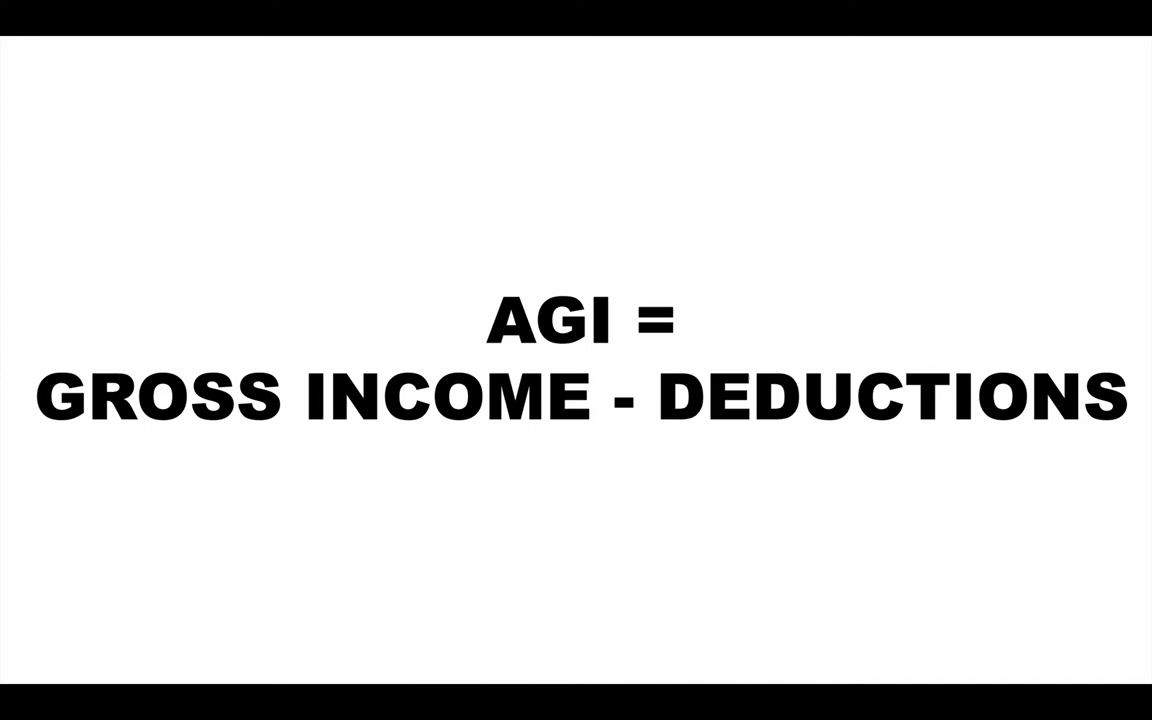 AGI =
GROSS INCOME - DEDUCTIONS